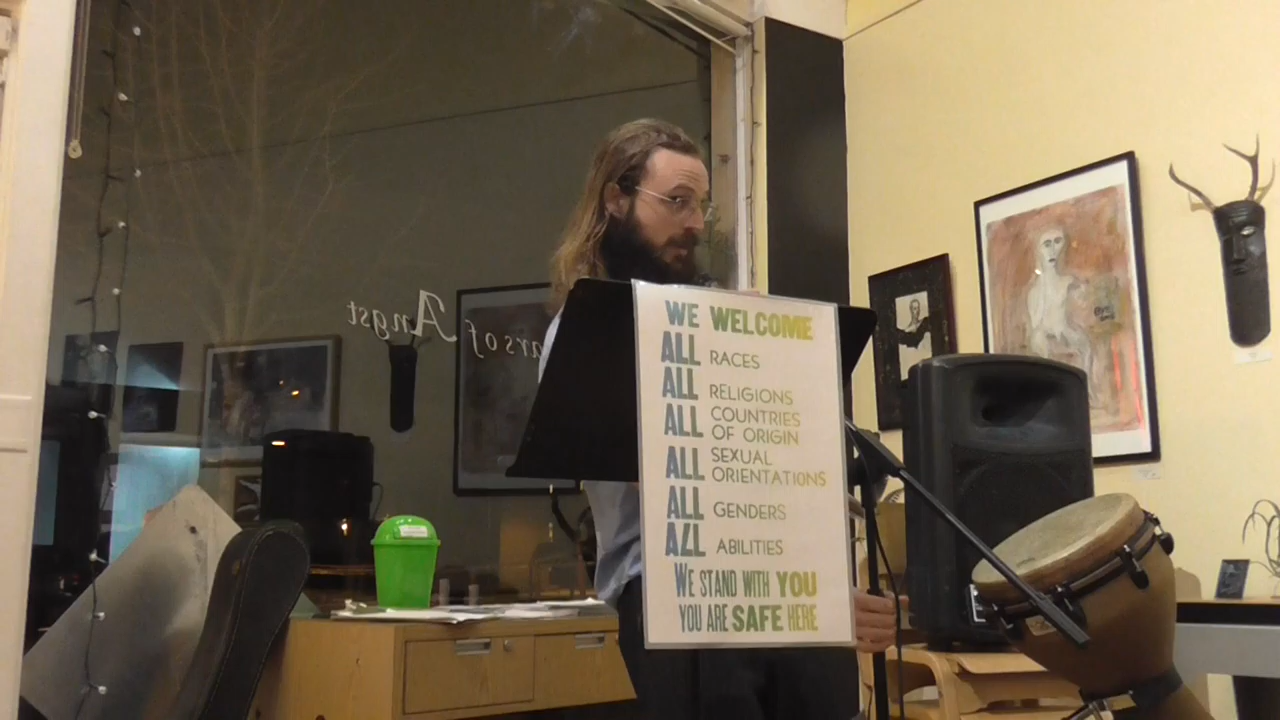 Angst
of
WE WELCOME
ALL RACES
ALL RELIGIONS
ALL COUNTRIES
OF ORIGIN
ALL SEXUAL
ORIENTATIONS
ALL GENDERS
ALL ABILITIES
WE STAND WITH YOU
YOU ARE SAFE HERE